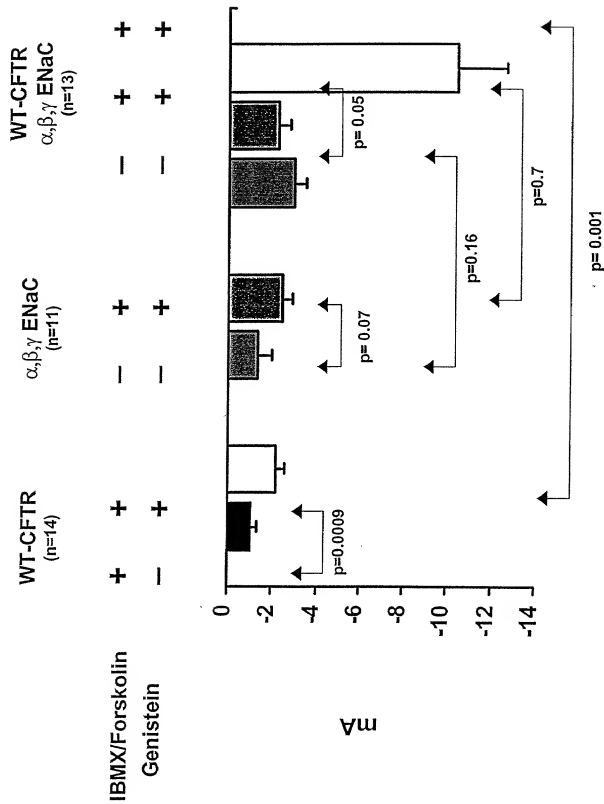 WT-CFTR
(n=14)
α,β,γ ENaC
(n=11)
WT-CFTR
α,β,γ ENaC
(n=13)
IBMX/Forskolin + + − + − + +
Genistein − + − + − + +
0
-2
-4
-6
-8
-10
-12
-14
mA
p=0.0009
p= 0.07
p= 0.05
p=0.16
p=0.7
p= 0.001